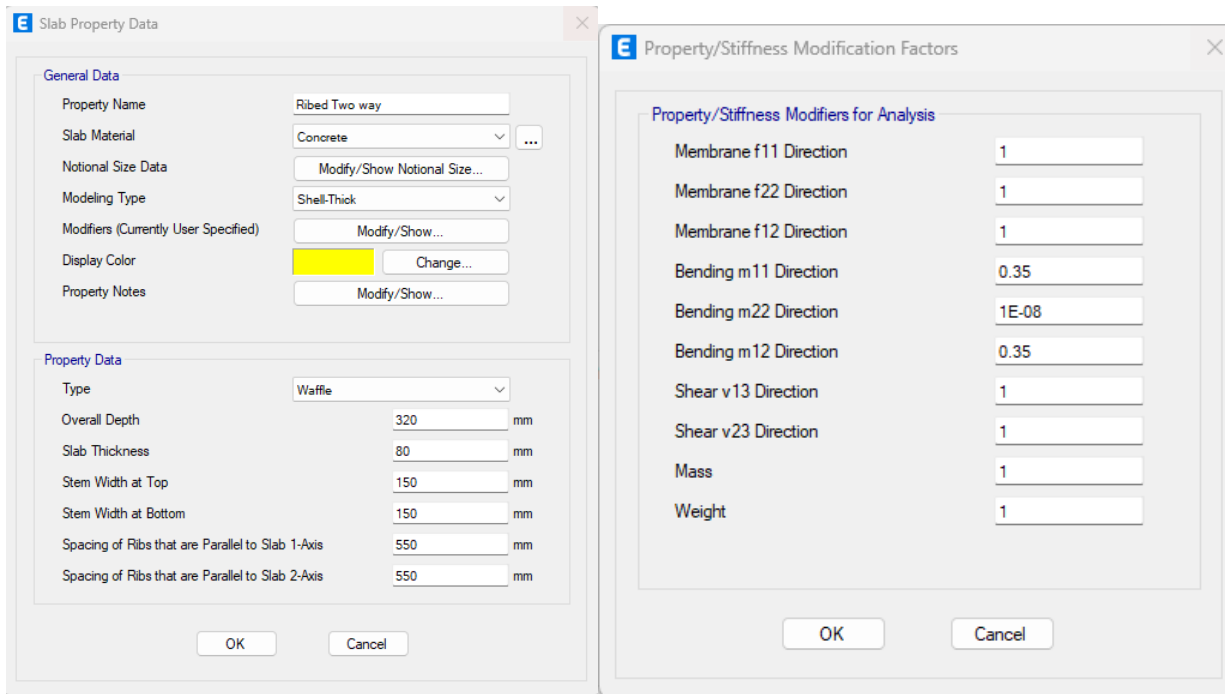 E Slab Property Data
General Data
Property Name Ribed Two way
Slab Material Concrete ...
Notional Size Data Modify/Show Notional Size...
Modeling Type Shell-Thick
Modifiers (Currently User Specified) Modify/Show...
Display Color Change...
Property Notes Modify/Show...
Property Data
Type Waffle
Overall Depth 320 mm
Slab Thickness 80 mm
Stem Width at Top 150 mm
Stem Width at Bottom 150 mm
Spacing of Ribs that are Parallel to Slab 1-Axis 550 mm
Spacing of Ribs that are Parallel to Slab 2-Axis 550 mm
OK Cancel
E Property/Stiffness Modification Factors
Property/Stiffness Modifiers for Analysis
Membrane f11 Direction 1
Membrane f22 Direction 1
Membrane f12 Direction 1
Bending m11 Direction 0.35
Bending m22 Direction 1E-08
Bending m12 Direction 0.35
Shear v13 Direction 1
Shear v23 Direction 1
Mass 1
Weight 1
OK Cancel